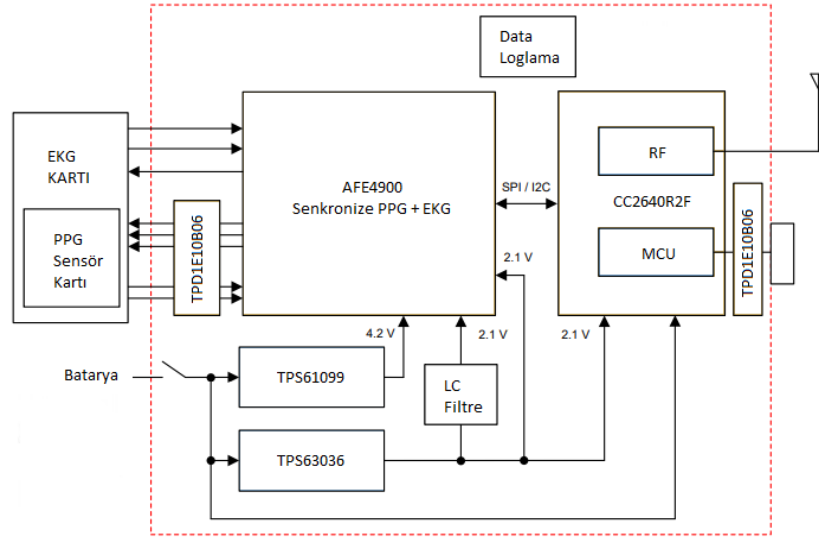 Data
Loglama
EKG
KARTI
PPG
Sensör
Kartı
TPD1E10B06
AFE4900
Senkronize PPG + EKG
SPI / I2C
RF
CC2640R2F
MCU
TPD1E10B06
2.1 V
4.2 V
2.1 V
2.1 V
Batarya
TPS61099
LC
Filtre
TPS63036